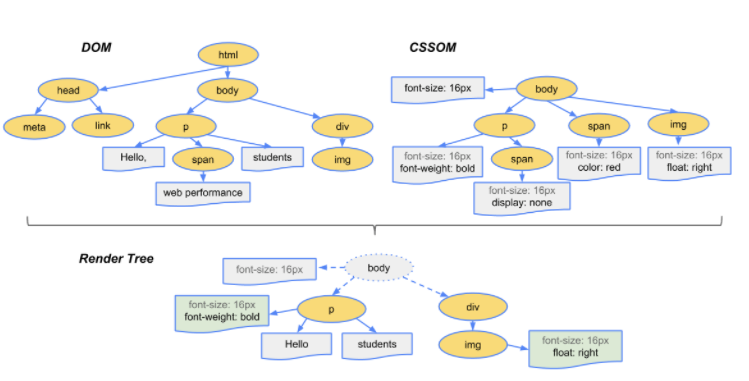 DOM
CSSOM
html
head
body
meta
link
p
div
Hello,
span
students
img
web performance
font-size: 16px
body
p
span
img
font-size: 16px
font-weight: bold
span
font-size: 16px
color: red
font-size: 16px
float: right
font-size: 16px
display: none
Render Tree
font-size: 16px
body
font-size: 16px
font-weight: bold
p
div
Hello
students
img
font-size: 16px
float: right